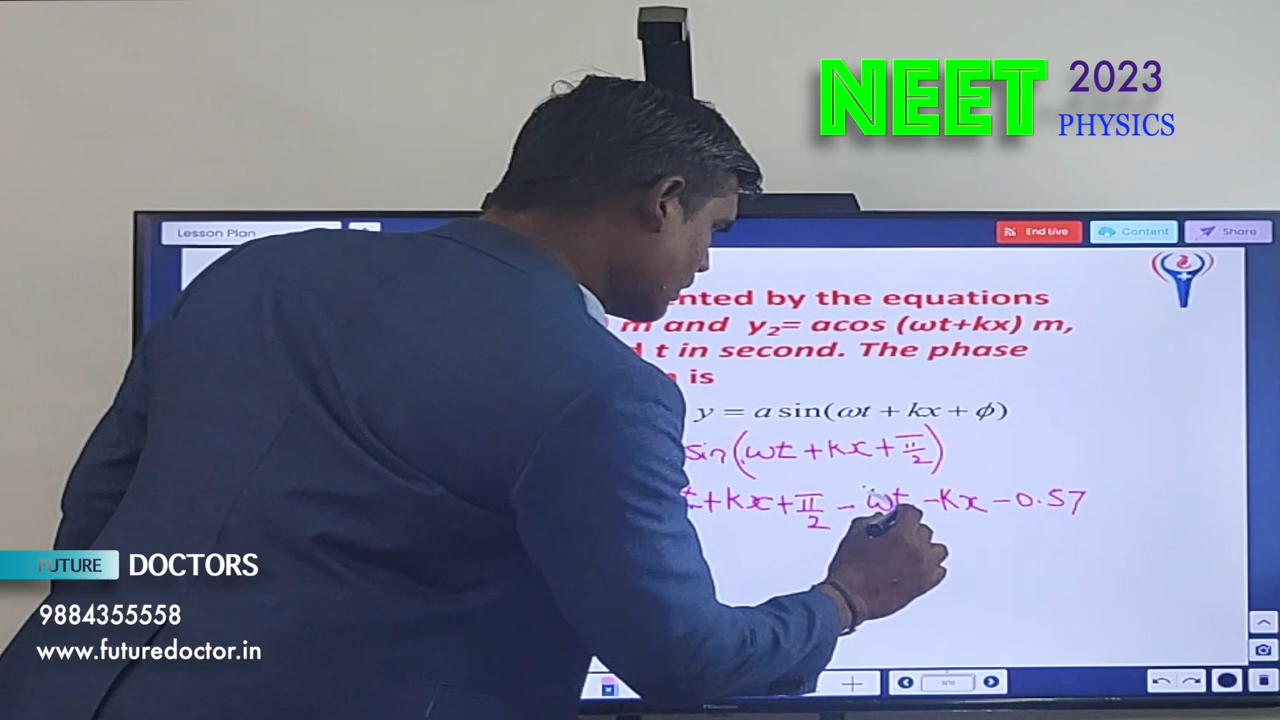 NEET 2023
PHYSICS
Lesson Plan
End Live
Content
Share
by the equations
m and y₂= acos (ωt+kx) m,
t in second. The phase
is
y = a sin(ωt + kx + ϕ)
sin(ωt + kx + π/2)
+ kx + π/2 - ωt - kx - 0.57
FUTURE DOCTORS
9884355558
www.futuredoctor.in